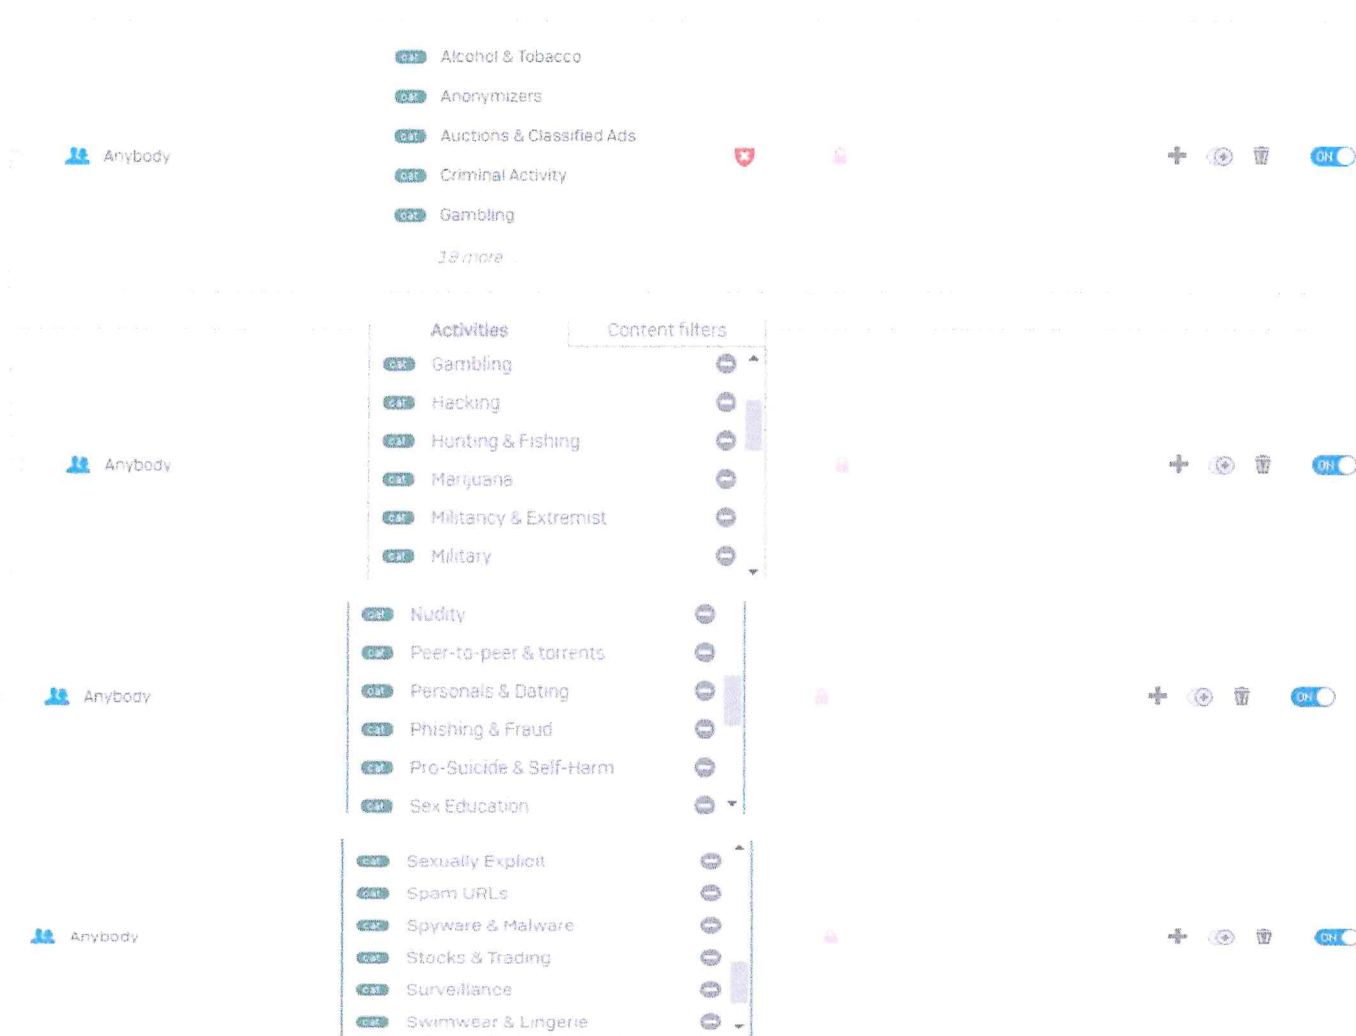 cat Alcohol & Tobacco
cat Anonymizers
cat Auctions & Classified Ads
Anybody ON
cat Criminal Activity
cat Gambling
18 more
Activities Content filters
cat Gambling
cat Hacking
cat Hunting & Fishing
Anybody ON
cat Marijuana
cat Militancy & Extremist
cat Military
cat Nudity
cat Peer-to-peer & torrents
cat Personals & Dating
Anybody ON
cat Phishing & Fraud
cat Pro-Suicide & Self-Harm
cat Sex Education
cat Sexually Explicit
cat Spam URLs
cat Spyware & Malware
Anybody ON
cat Stocks & Trading
cat Surveillance
cat Swimwear & Lingerie